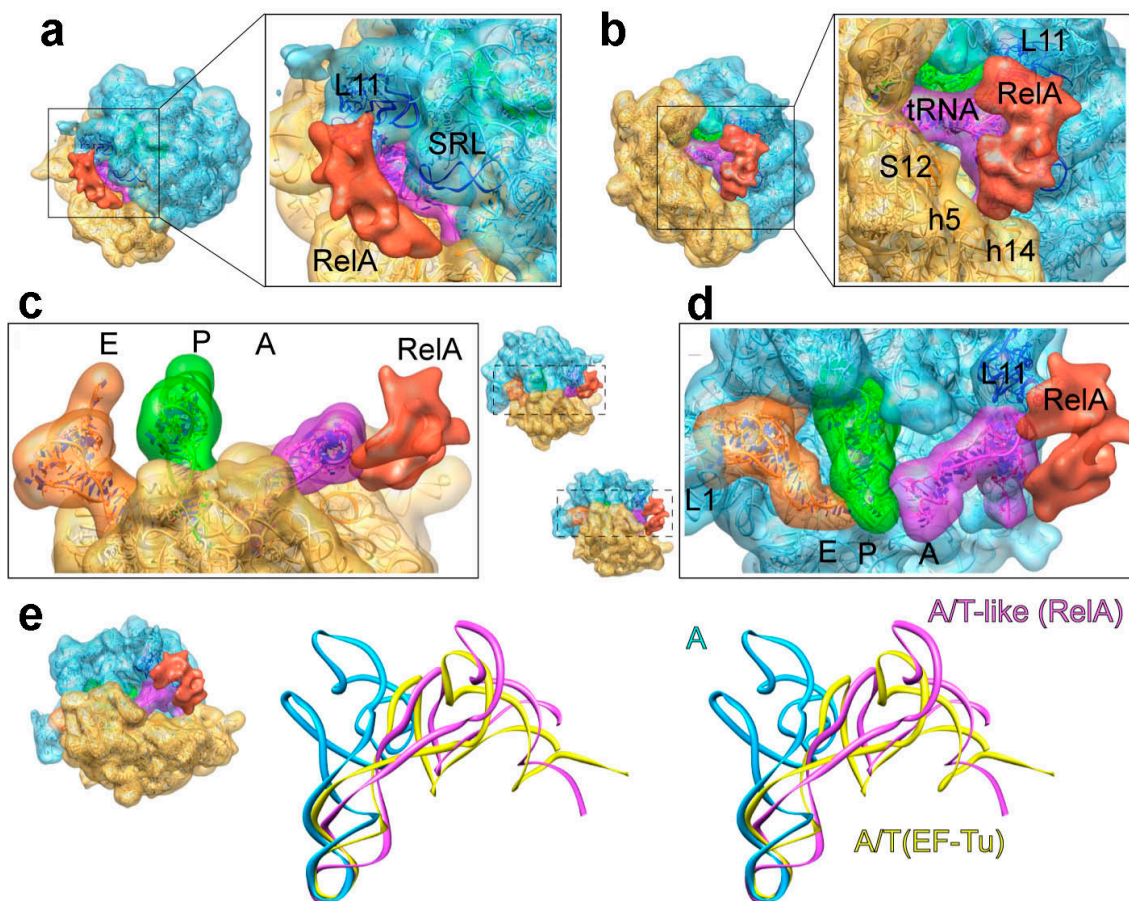 a
L11
SRL
RelA
b
L11
tRNA
RelA
S12
h5
h14
c
E P A
RelA
d
L11
RelA
L1
E P A
e
A/T-like (RelA)
A
A/T(EF-Tu)